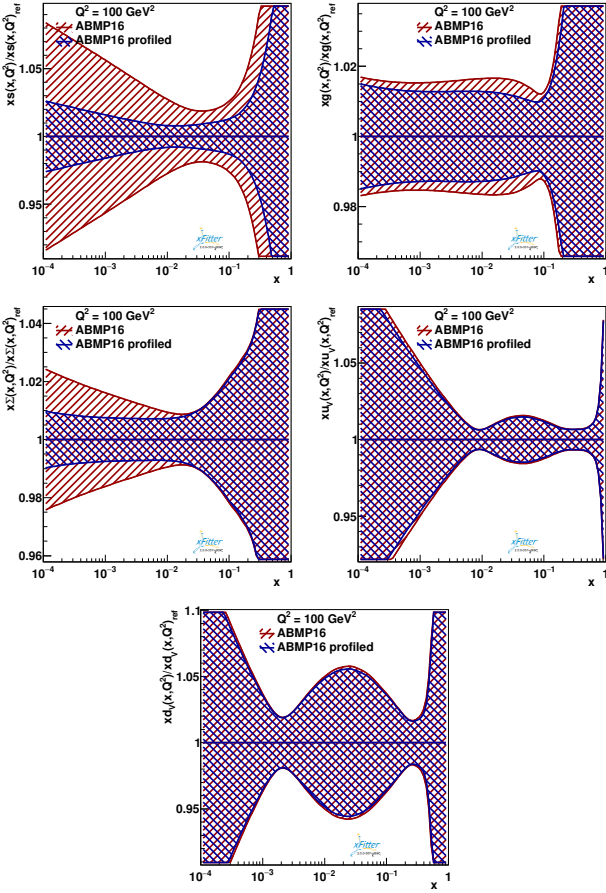 Q² = 100 GeV²
ABMP16
ABMP16 profiled
xs(x,Q²)/xs(x,Q²)ref
1.05
1
0.95
10⁻⁴ 10⁻³ 10⁻² 10⁻¹ 1
x
xFitter
Q² = 100 GeV²
ABMP16
ABMP16 profiled
xg(x,Q²)/xg(x,Q²)ref
1.02
1
0.98
10⁻⁴ 10⁻³ 10⁻² 10⁻¹ 1
x
xFitter
Q² = 100 GeV²
ABMP16
ABMP16 profiled
xΣ(x,Q²)/xΣ(x,Q²)ref
1.04
1.02
1
0.98
0.96
10⁻⁴ 10⁻³ 10⁻² 10⁻¹ 1
x
xFitter
Q² = 100 GeV²
ABMP16
ABMP16 profiled
xuV(x,Q²)/xuV(x,Q²)ref
1.05
1
0.95
10⁻⁴ 10⁻³ 10⁻² 10⁻¹ 1
x
xFitter
Q² = 100 GeV²
ABMP16
ABMP16 profiled
xdV(x,Q²)/xdV(x,Q²)ref
1.1
1.05
1
0.95
10⁻⁴ 10⁻³ 10⁻² 10⁻¹ 1
x
xFitter